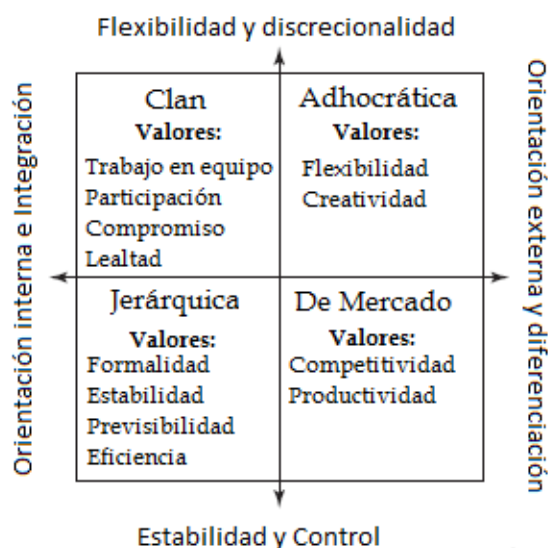 Flexibilidad y discrecionalidad
Orientación interna e Integración
Clan
Valores:
Trabajo en equipo
Participación
Compromiso
Lealtad
Adhocrática
Valores:
Flexibilidad
Creatividad
Jerárquica
Valores:
Formalidad
Estabilidad
Previsibilidad
Eficiencia
De Mercado
Valores:
Competitividad
Productividad
Orientación externa y diferenciación
Estabilidad y Control